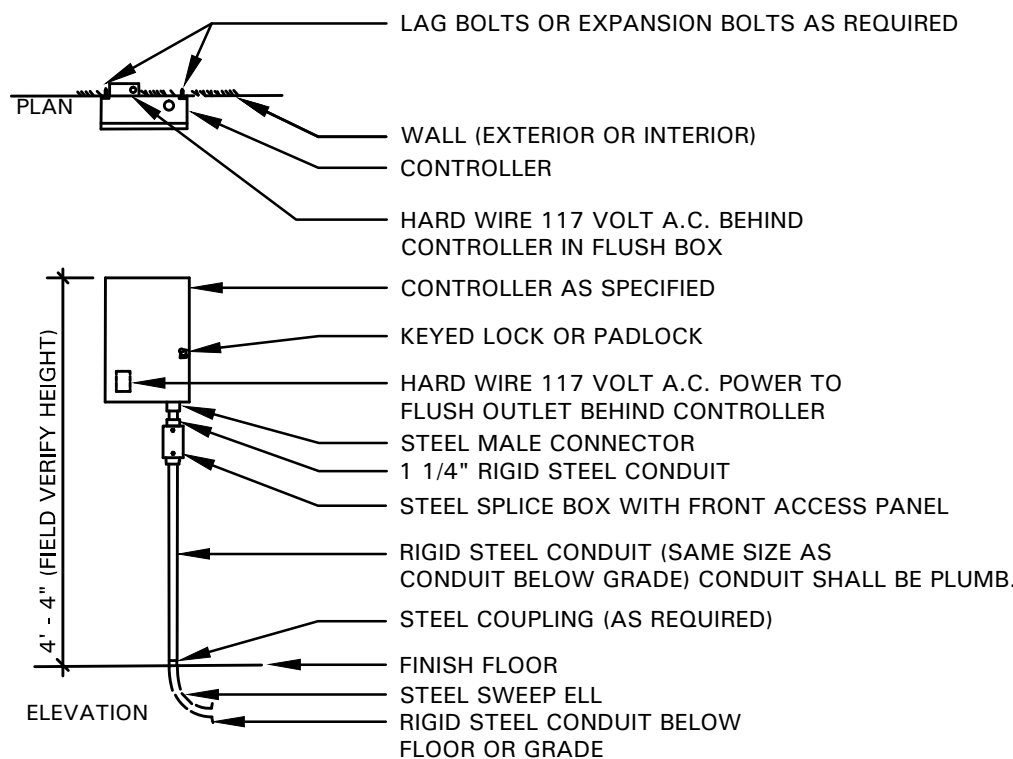 LAG BOLTS OR EXPANSION BOLTS AS REQUIRED
PLAN
WALL (EXTERIOR OR INTERIOR)
CONTROLLER
HARD WIRE 117 VOLT A.C. BEHIND
CONTROLLER IN FLUSH BOX
CONTROLLER AS SPECIFIED
KEYED LOCK OR PADLOCK
HARD WIRE 117 VOLT A.C. POWER TO
FLUSH OUTLET BEHIND CONTROLLER
STEEL MALE CONNECTOR
1 1/4" RIGID STEEL CONDUIT
STEEL SPLICE BOX WITH FRONT ACCESS PANEL
4' - 4" (FIELD VERIFY HEIGHT)
RIGID STEEL CONDUIT (SAME SIZE AS
CONDUIT BELOW GRADE) CONDUIT SHALL BE PLUMB.
STEEL COUPLING (AS REQUIRED)
FINISH FLOOR
STEEL SWEEP ELL
ELEVATION
RIGID STEEL CONDUIT BELOW
FLOOR OR GRADE